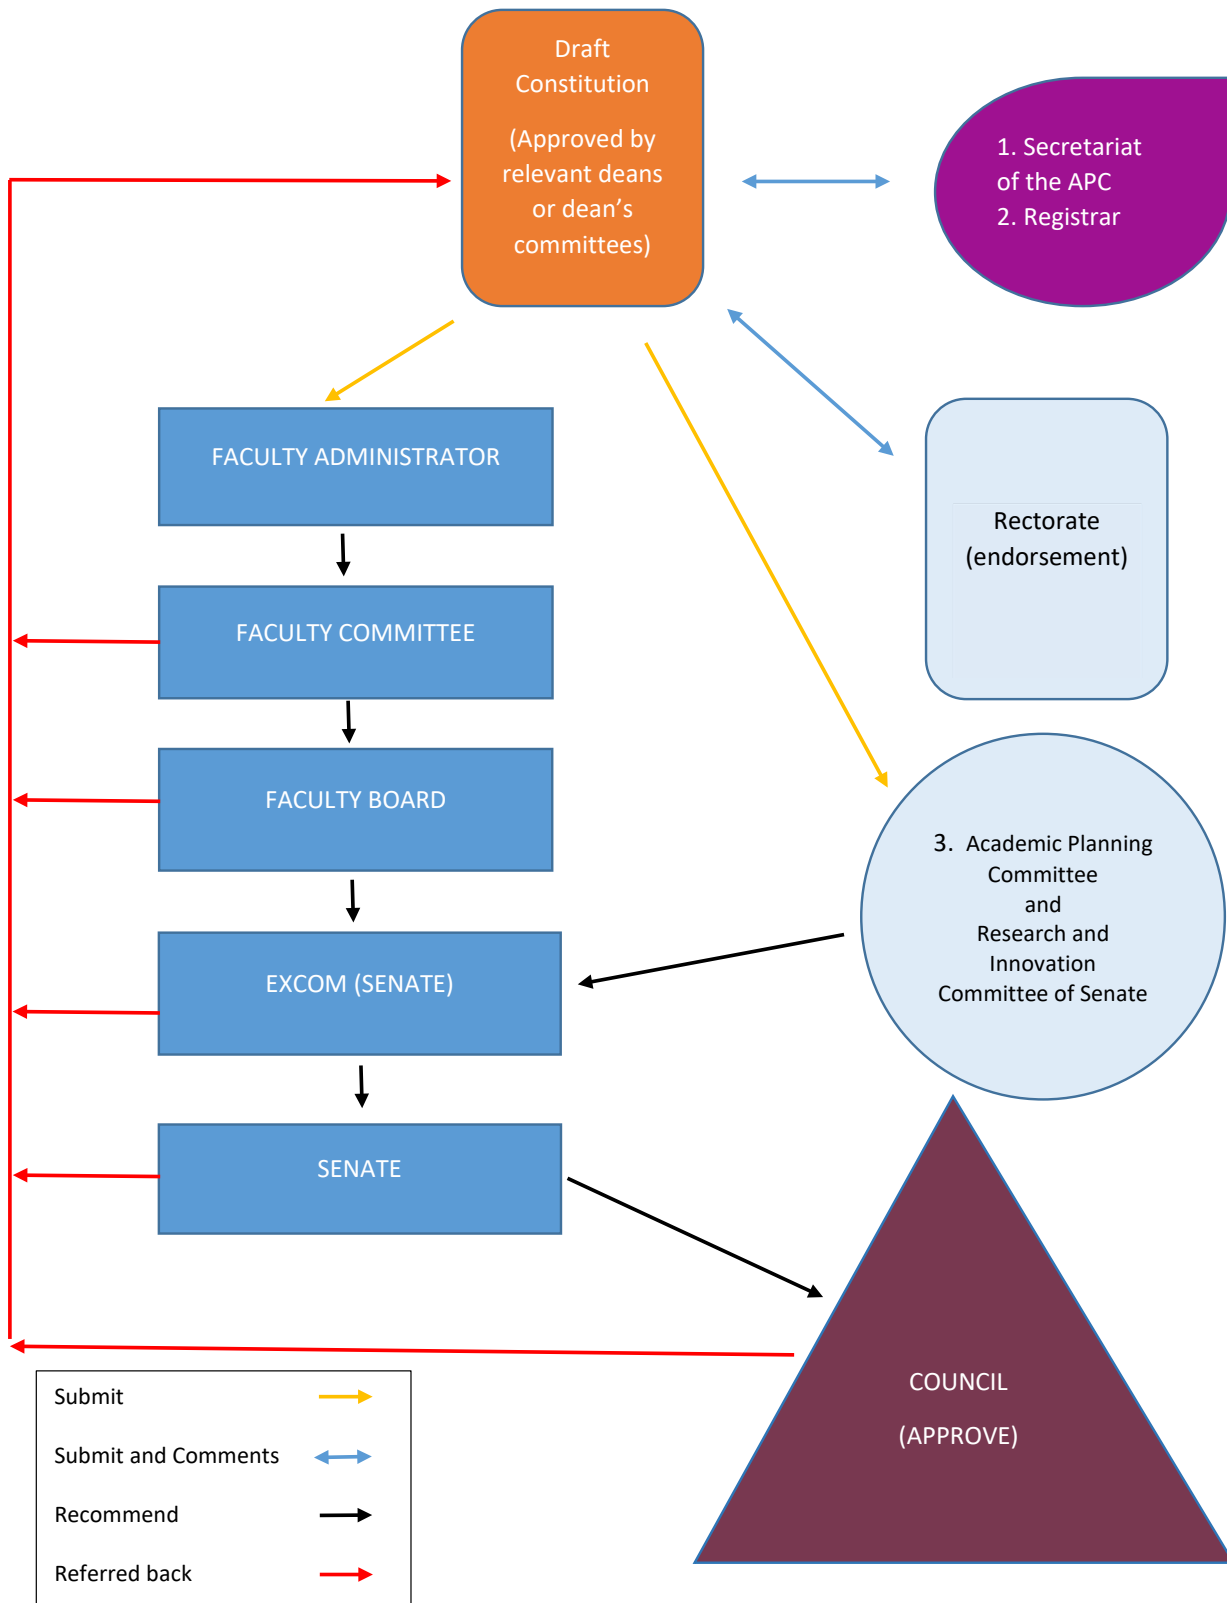 Draft
Constitution
(Approved by
relevant deans
or dean’s
committees)
1. Secretariat
of the APC
2. Registrar
FACULTY ADMINISTRATOR
Rectorate
(endorsement)
FACULTY COMMITTEE
FACULTY BOARD
3. Academic Planning
Committee
and
Research and
Innovation
Committee of Senate
EXCOM (SENATE)
SENATE
COUNCIL
(APPROVE)
Submit
Submit and Comments
Recommend
Referred back